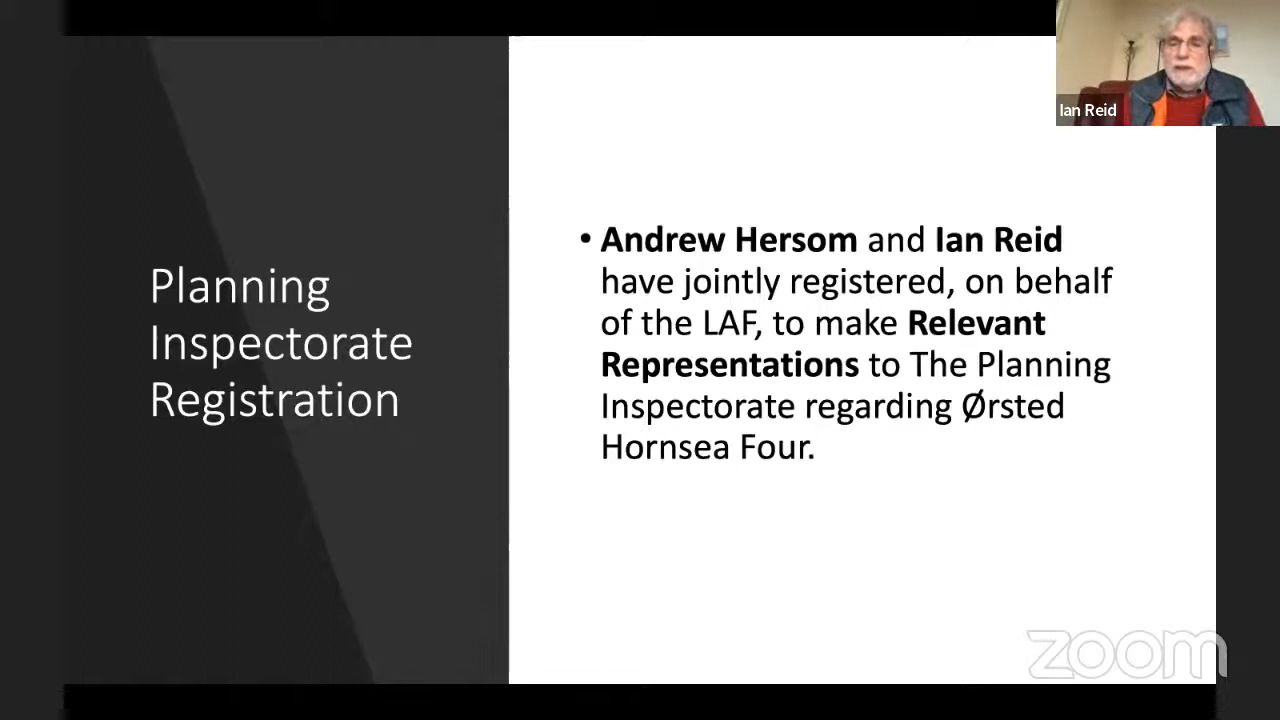 Ian Reid
Planning
Inspectorate
Registration
• Andrew Hersom and Ian Reid
have jointly registered, on behalf
of the LAF, to make Relevant
Representations to The Planning
Inspectorate regarding Ørsted
Hornsea Four.
zoom